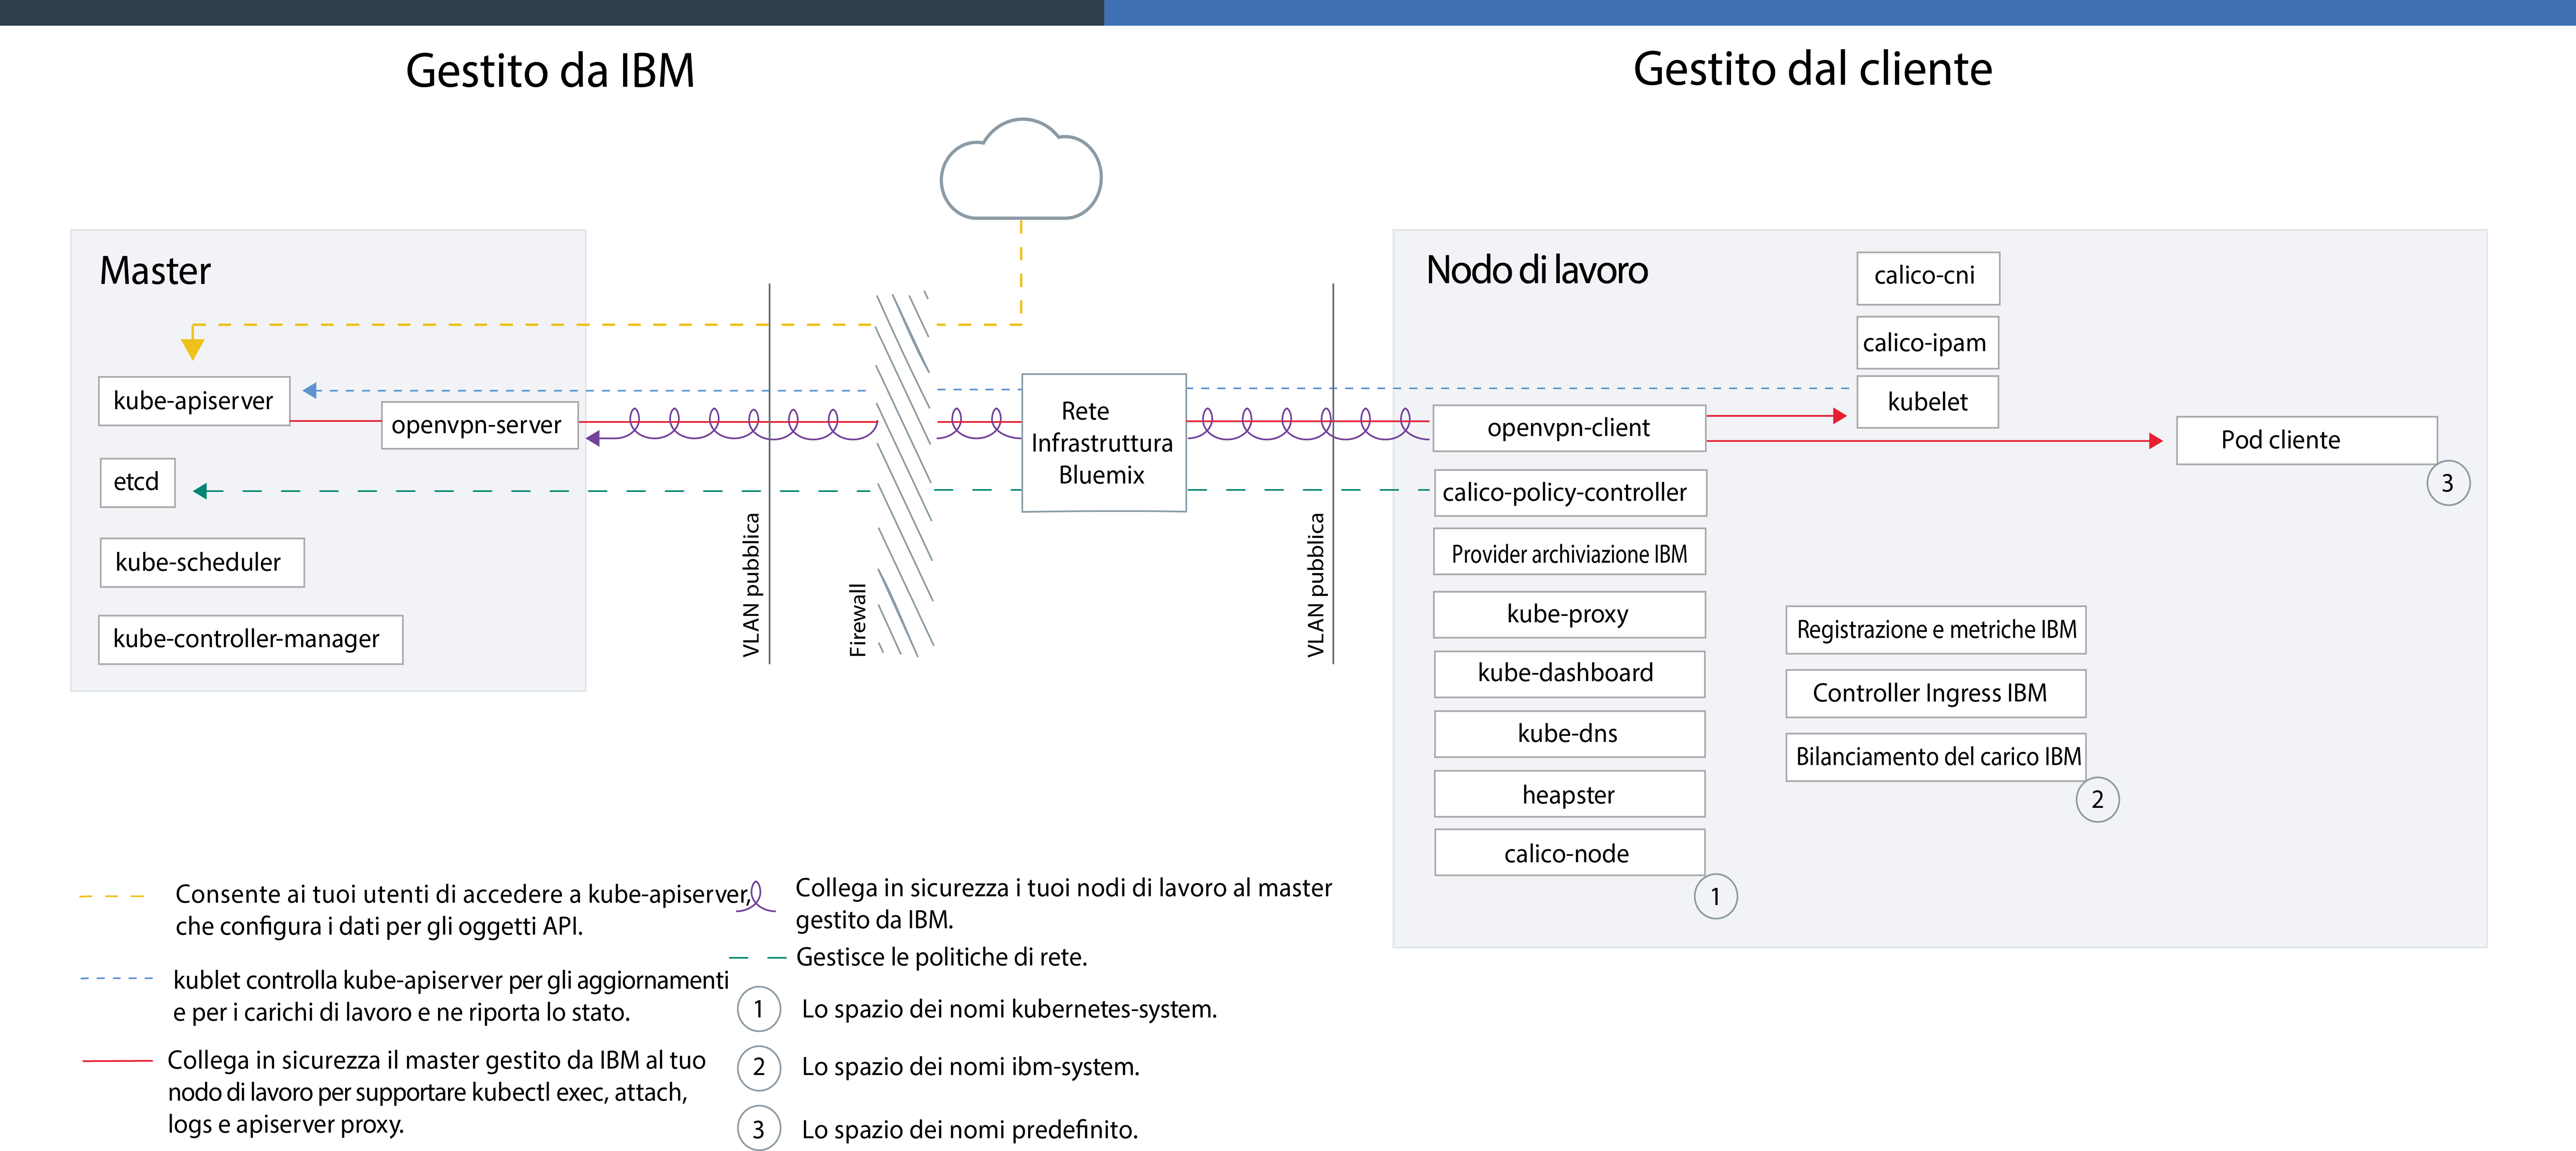 Gestito da IBM
Gestito dal cliente
Master
kube-apiserver
openvpn-server
etcd
kube-scheduler
kube-controller-manager
VLAN pubblica
Firewall
Rete
Infrastruttura
Bluemix
VLAN pubblica
Nodo di lavoro
calico-cni
calico-ipam
kubelet
openvpn-client
Pod cliente
3
calico-policy-controller
Provider archiviazione IBM
kube-proxy
kube-dashboard
kube-dns
heapster
calico-node
1
Registrazione e metriche IBM
Controller Ingress IBM
Bilanciamento del carico IBM
2
Consente ai tuoi utenti di accedere a kube-apiserver,
che configura i dati per gli oggetti API.
kublet controlla kube-apiserver per gli aggiornamenti
e per i carichi di lavoro e ne riporta lo stato.
Collega in sicurezza il master gestito da IBM al tuo
nodo di lavoro per supportare kubectl exec, attach,
logs e apiserver proxy.
Collega in sicurezza i tuoi nodi di lavoro al master
gestito da IBM.
Gestisce le politiche di rete.
1 Lo spazio dei nomi kubernetes-system.
2 Lo spazio dei nomi ibm-system.
3 Lo spazio dei nomi predefinito.